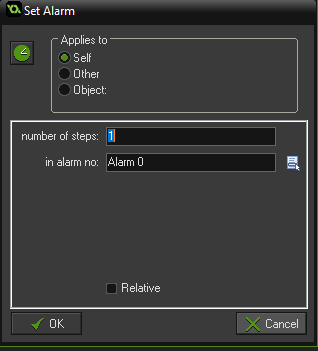 Set Alarm
Applies to
Self
Other
Object:
number of steps: 1
in alarm no: Alarm 0
Relative
OK
Cancel